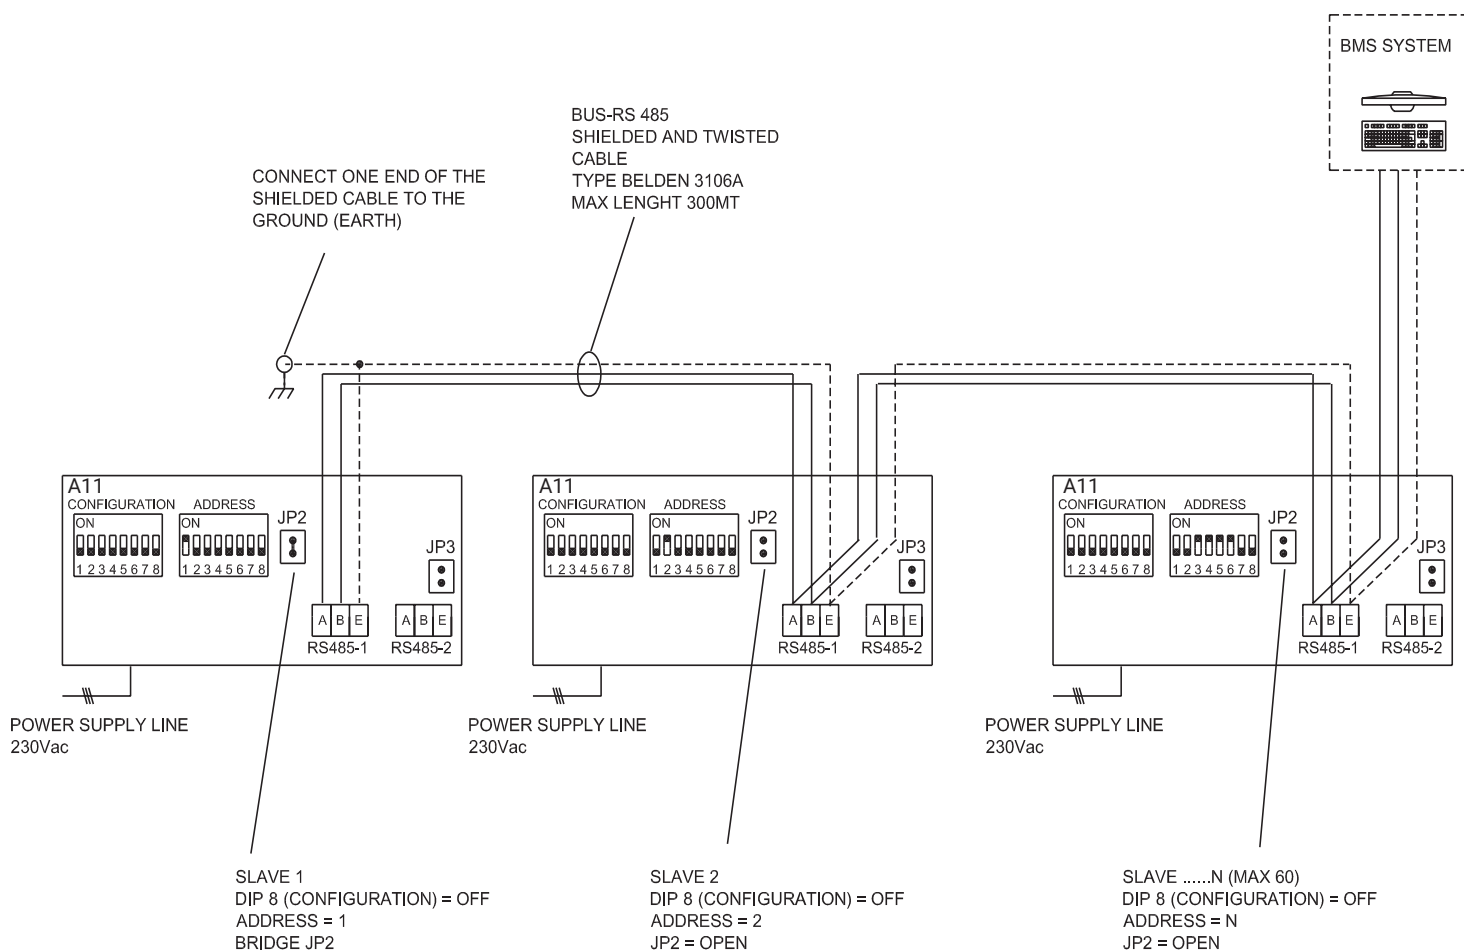 BMS SYSTEM
BUS-RS 485
SHIELDED AND TWISTED
CABLE
TYPE BELDEN 3106A
MAX LENGHT 300MT
CONNECT ONE END OF THE
SHIELDED CABLE TO THE
GROUND (EARTH)
A11
CONFIGURATION ADDRESS
ON ON
JP2
JP3
1 2 3 4 5 6 7 8 1 2 3 4 5 6 7 8
A B E A B E
RS485-1 RS485-2
POWER SUPPLY LINE
230Vac
A11
CONFIGURATION ADDRESS
ON ON
JP2
JP3
1 2 3 4 5 6 7 8 1 2 3 4 5 6 7 8
A B E A B E
RS485-1 RS485-2
POWER SUPPLY LINE
230Vac
A11
CONFIGURATION ADDRESS
ON ON
JP2
JP3
1 2 3 4 5 6 7 8 1 2 3 4 5 6 7 8
A B E A B E
RS485-1 RS485-2
POWER SUPPLY LINE
230Vac
SLAVE 1
DIP 8 (CONFIGURATION) = OFF
ADDRESS = 1
BRIDGE JP2
SLAVE 2
DIP 8 (CONFIGURATION) = OFF
ADDRESS = 2
JP2 = OPEN
SLAVE ......N (MAX 60)
DIP 8 (CONFIGURATION) = OFF
ADDRESS = N
JP2 = OPEN